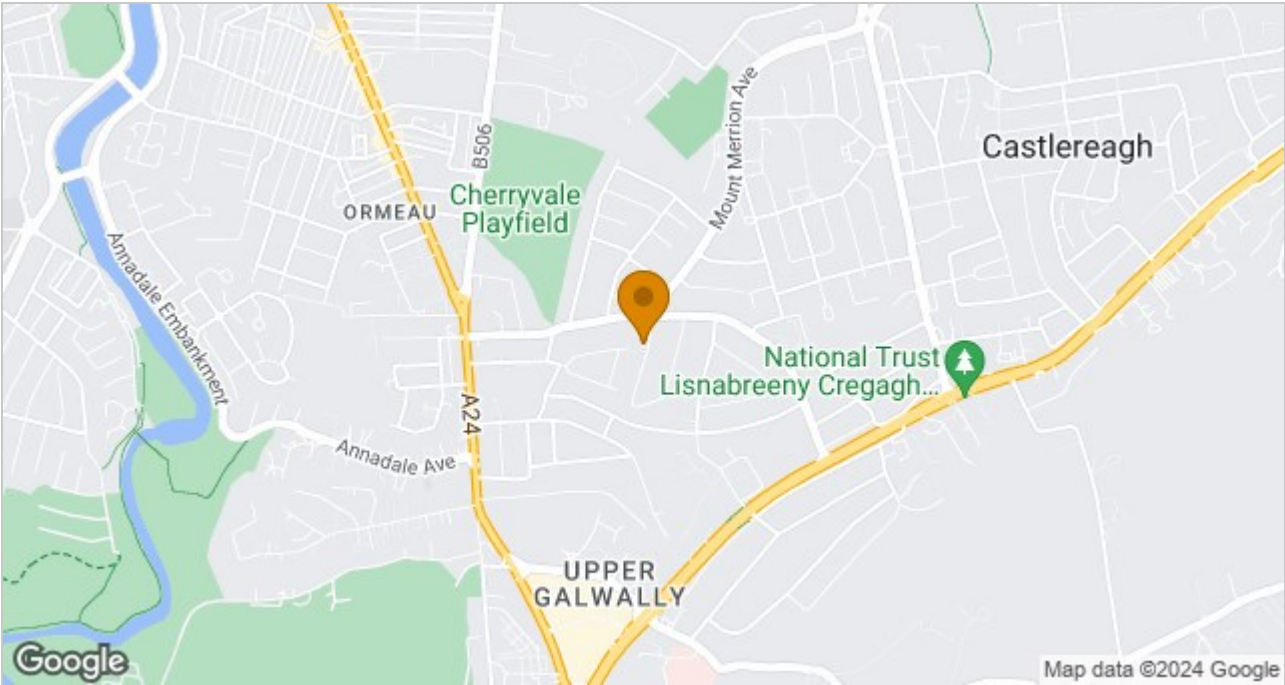 Castlereagh
Mount Merrion Ave
B506
Cherryvale
Playfield
ORMEAU
Annadale Embankment
National Trust
Lisnabreeny Cregagh...
A24
Annadale Ave
UPPER
GALWALLY
Google
Map data ©2024 Google